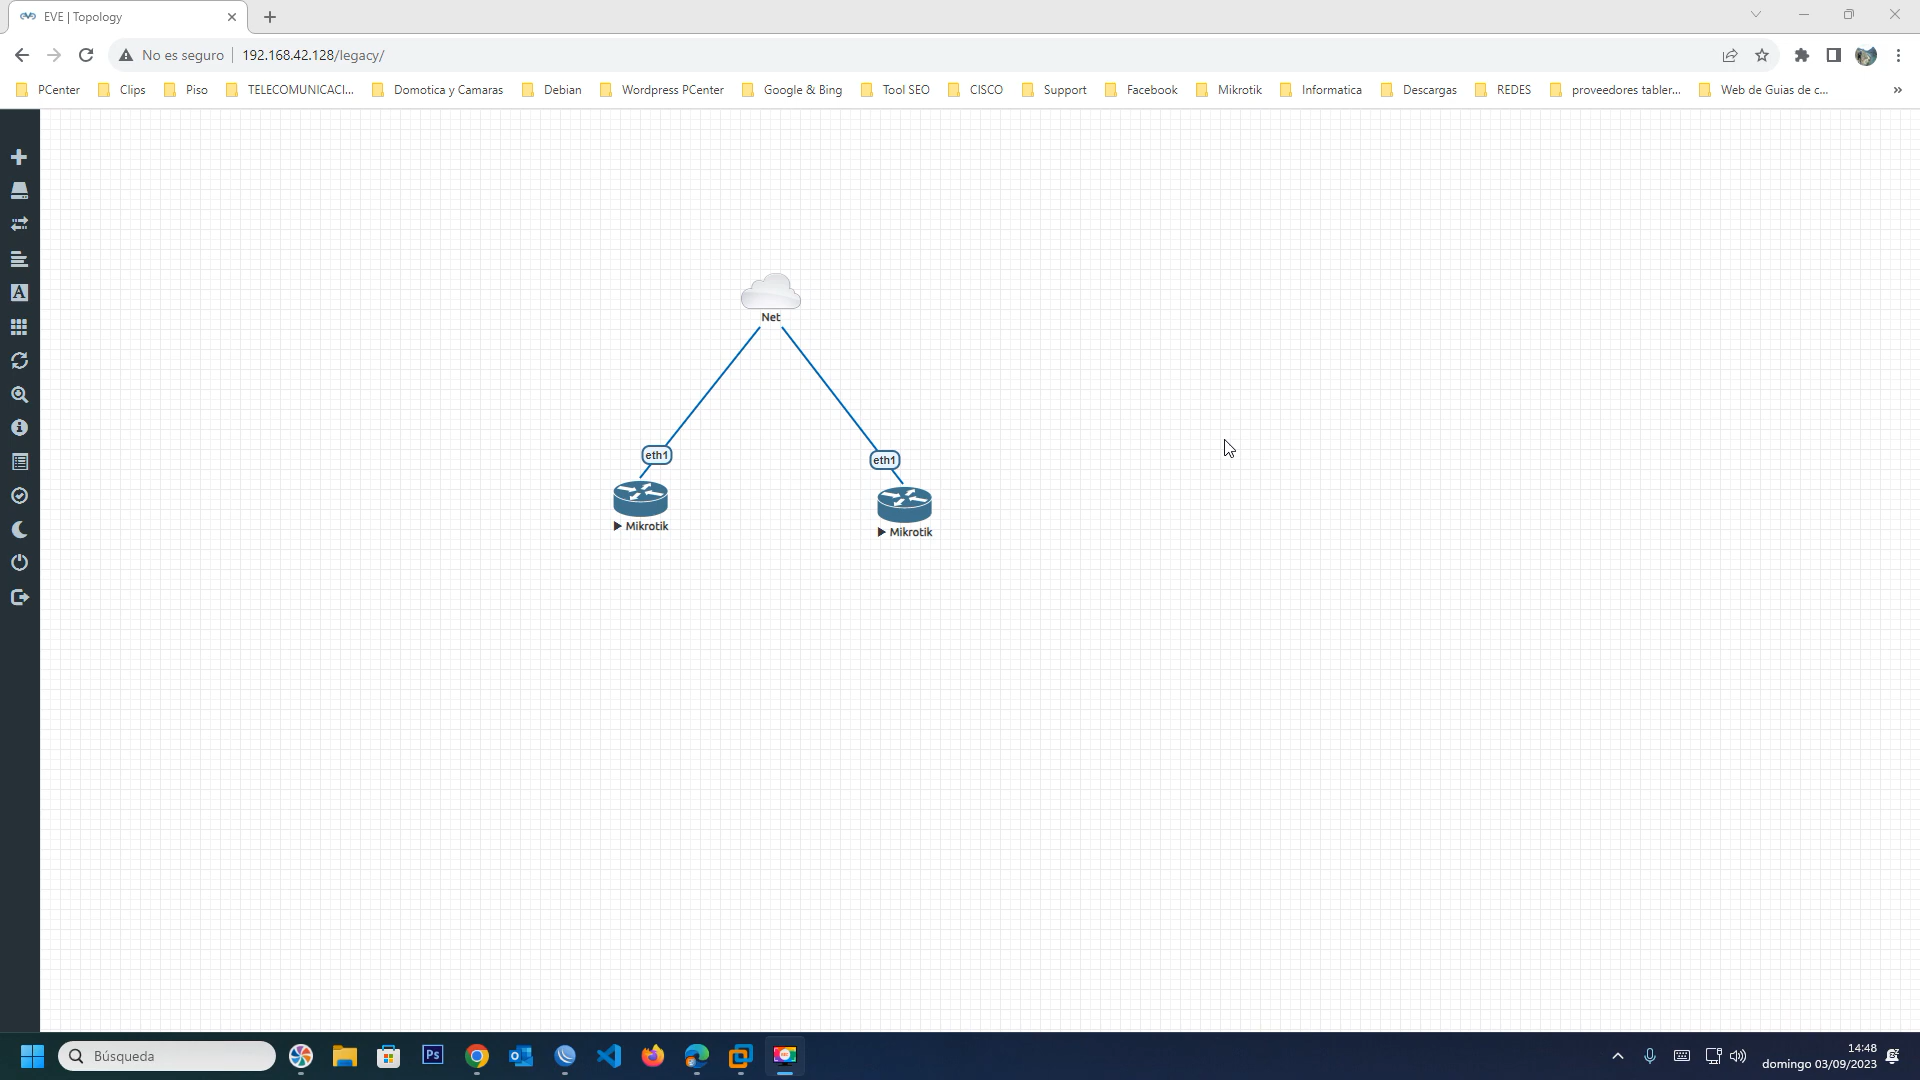 EVE | Topology
No es seguro
192.168.42.128/legacy/
PCenter
Clips
Piso
TELECOMUNICACI...
Domotica y Camaras
Debian
Wordpress PCenter
Google & Bing
Tool SEO
CISCO
Support
Facebook
Mikrotik
Informatica
Descargas
REDES
proveedores tabler...
Web de Guias de c...
A
Net
eth1
eth1
Mikrotik
Mikrotik
Búsqueda
Ps
14:48
domingo 03/09/2023